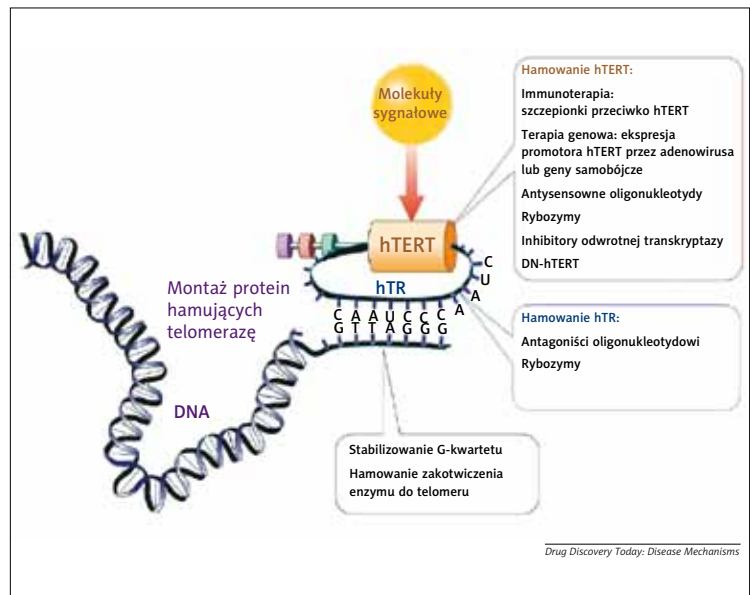 Molekuły
sygnałowe
Hamowanie hTERT:
Immunoterapia:
szczepionki przeciwko hTERT
Terapia genowa: ekspresja
promotora hTERT przez adenowirusa
lub geny samobójcze
Antysensowne oligonukleotydy
Rybozymy
Inhibitory odwrotnej transkryptazy
DN-hTERT
hTERT
hTR
Montaż protein
hamujących
telomerazę
C A A U C C C A A U C
G T T A G G G
Hamowanie hTR:
Antagoniści oligonukleotydowi
Rybozymy
DNA
Stabilizowanie G-kwartetu
Hamowanie zakotwiczenia
enzymu do telomeru
Drug Discovery Today: Disease Mechanisms